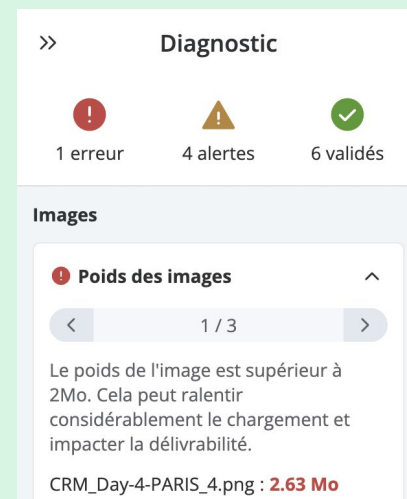 Diagnostic
1 erreur
4 alertes
6 validés
Images
Poids des images
1 / 3
Le poids de l'image est supérieur à
2Mo. Cela peut ralentir
considérablement le chargement et
impacter la délivrabilité.
CRM_Day-4-PARIS_4.png : 2.63 Mo